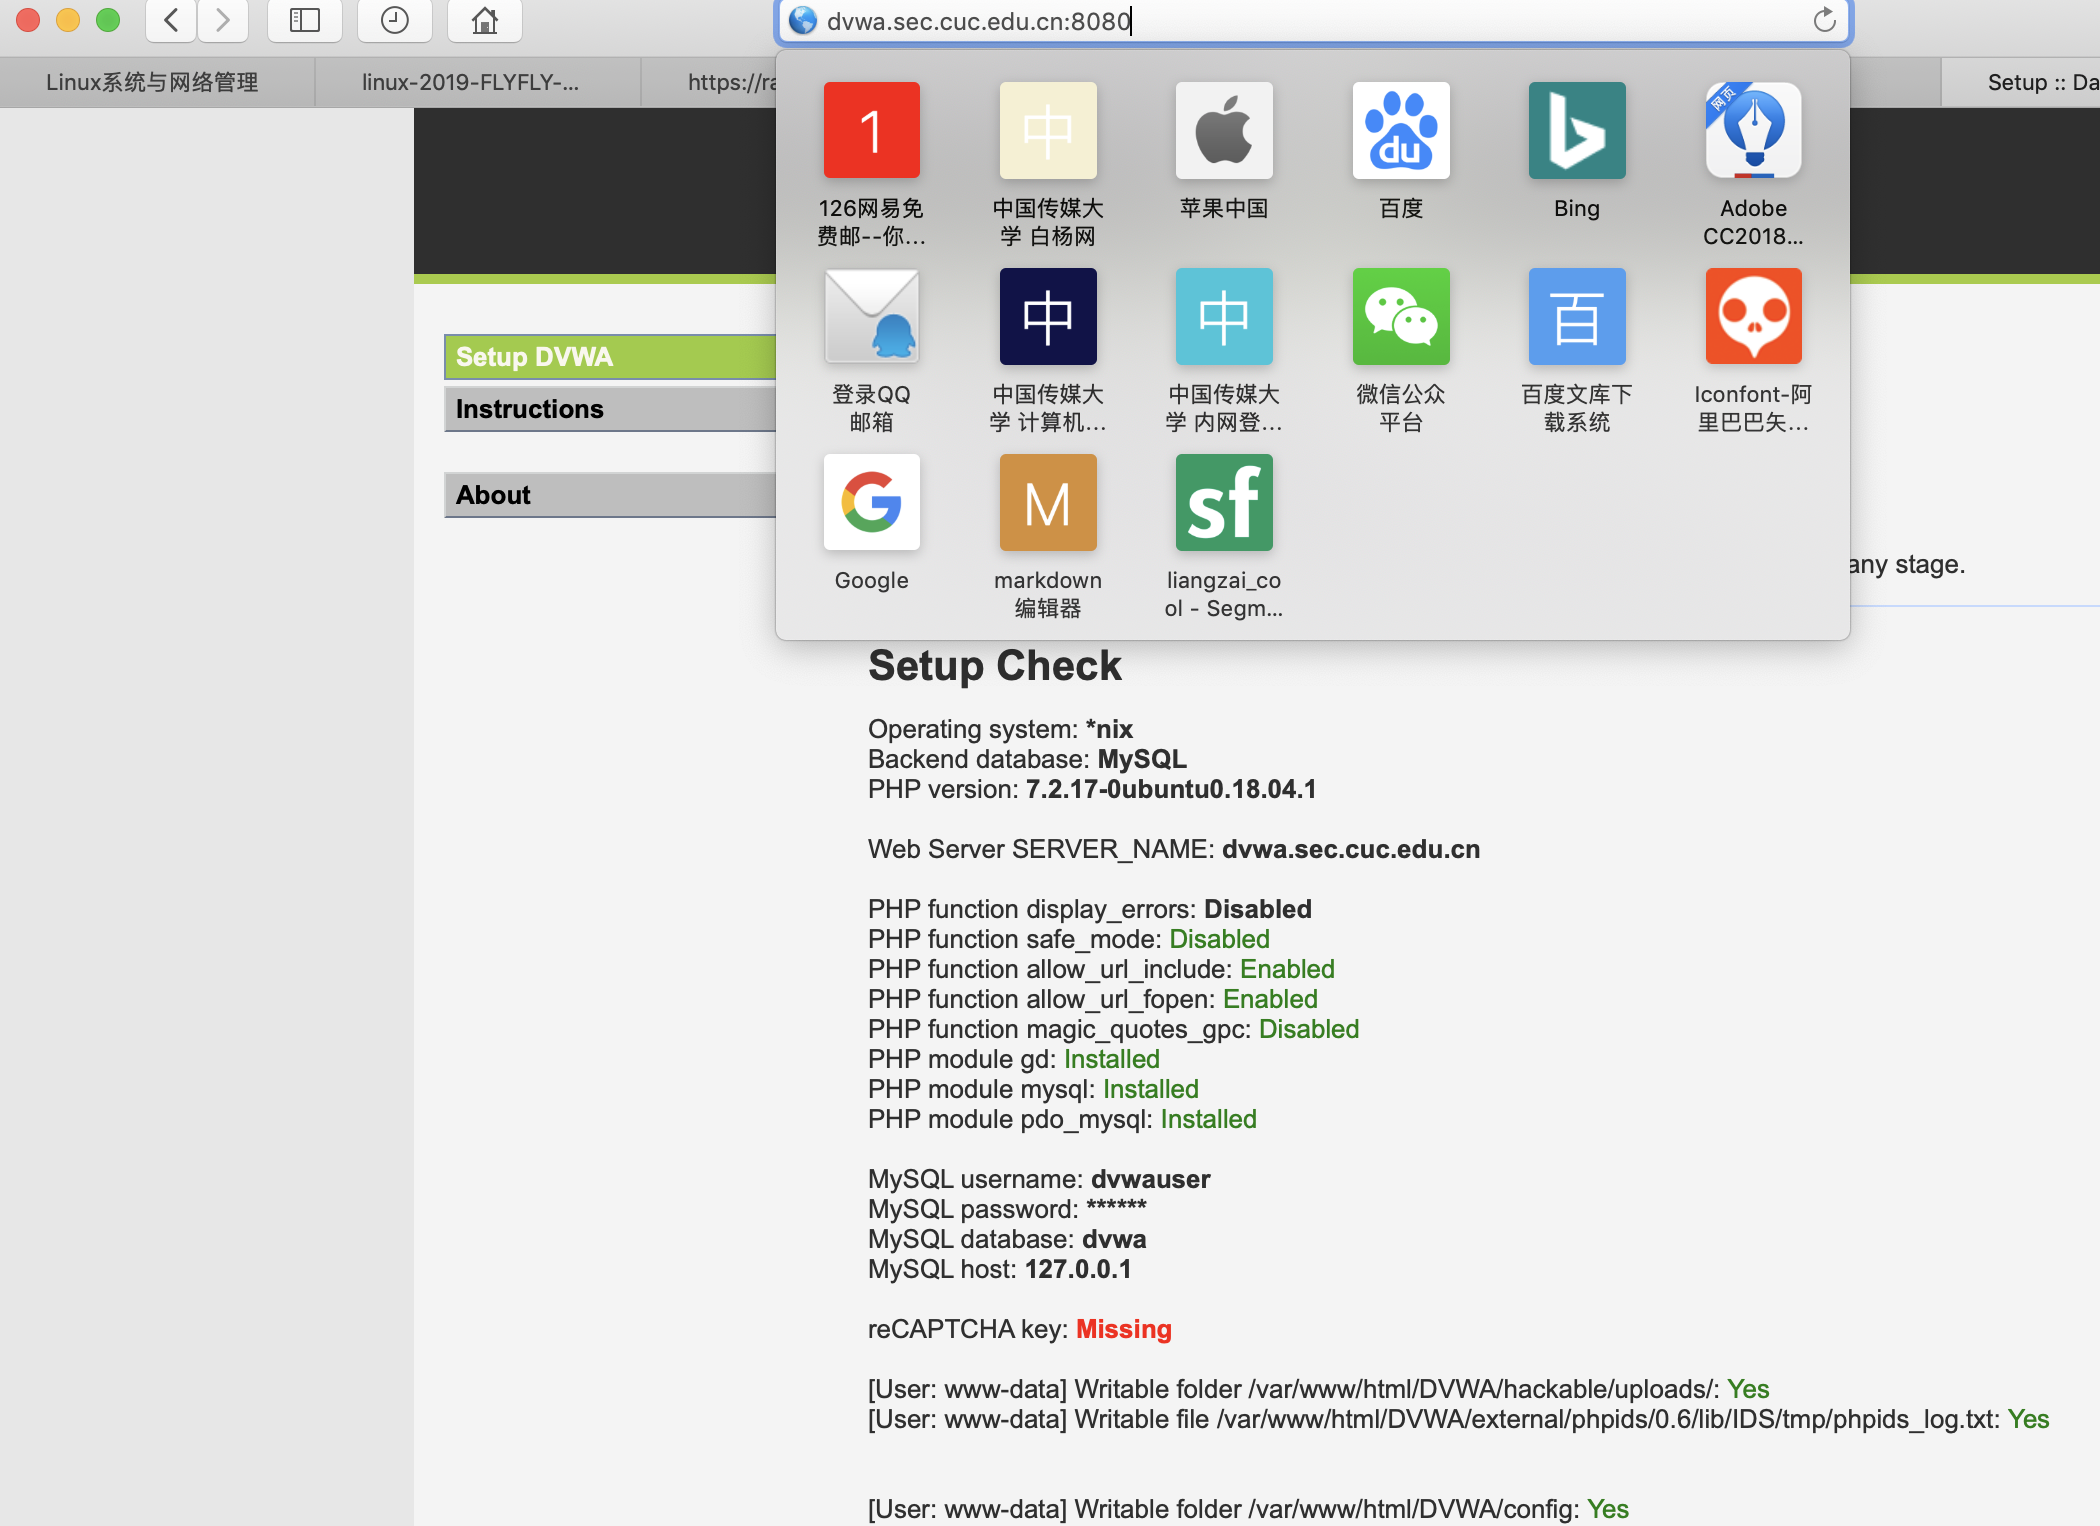 dvwa.sec.cuc.edu.cn:8080
Linux系统与网络管理
linux-2019-FLYFLY-...
https://ra
Setup :: Da
1
中
du
网页
126网易免
费邮--你...
中国传媒大
学 白杨网
苹果中国
百度
Bing
Adobe
CC2018...
中
中
百
登录QQ
邮箱
中国传媒大
学 计算机...
中国传媒大
学 内网登...
微信公众
平台
百度文库下
载系统
Iconfont-阿
里巴巴矢...
G
M
sf
Google
markdown
编辑器
liangzai_co
ol - Segm...
Setup DVWA
Instructions
About
any stage.
Setup Check
Operating system: *nix
Backend database: MySQL
PHP version: 7.2.17-0ubuntu0.18.04.1
Web Server SERVER_NAME: dvwa.sec.cuc.edu.cn
PHP function display_errors: Disabled
PHP function safe_mode: Disabled
PHP function allow_url_include: Enabled
PHP function allow_url_fopen: Enabled
PHP function magic_quotes_gpc: Disabled
PHP module gd: Installed
PHP module mysql: Installed
PHP module pdo_mysql: Installed
MySQL username: dvwauser
MySQL password: ******
MySQL database: dvwa
MySQL host: 127.0.0.1
reCAPTCHA key: Missing
[User: www-data] Writable folder /var/www/html/DVWA/hackable/uploads/: Yes
[User: www-data] Writable file /var/www/html/DVWA/external/phpids/0.6/lib/IDS/tmp/phpids_log.txt: Yes
[User: www-data] Writable folder /var/www/html/DVWA/config: Yes